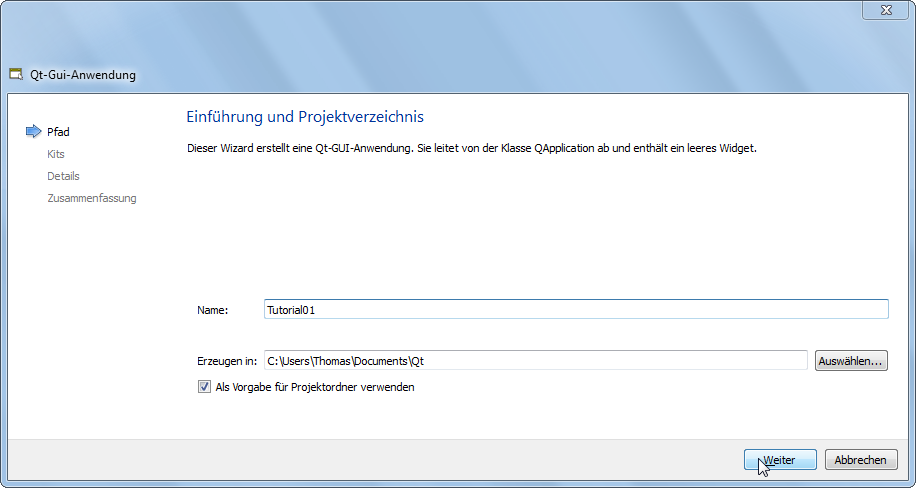 Qt-Gui-Anwendung
Einführung und Projektverzeichnis
Pfad
Kits
Details
Zusammenfassung
Dieser Wizard erstellt eine Qt-GUI-Anwendung. Sie leitet von der Klasse QApplication ab und enthält ein leeres Widget.
Name: Tutorial01
Erzeugen in: C:\Users\Thomas\Documents\Qt Auswählen...
Als Vorgabe für Projektordner verwenden
Weiter Abbrechen